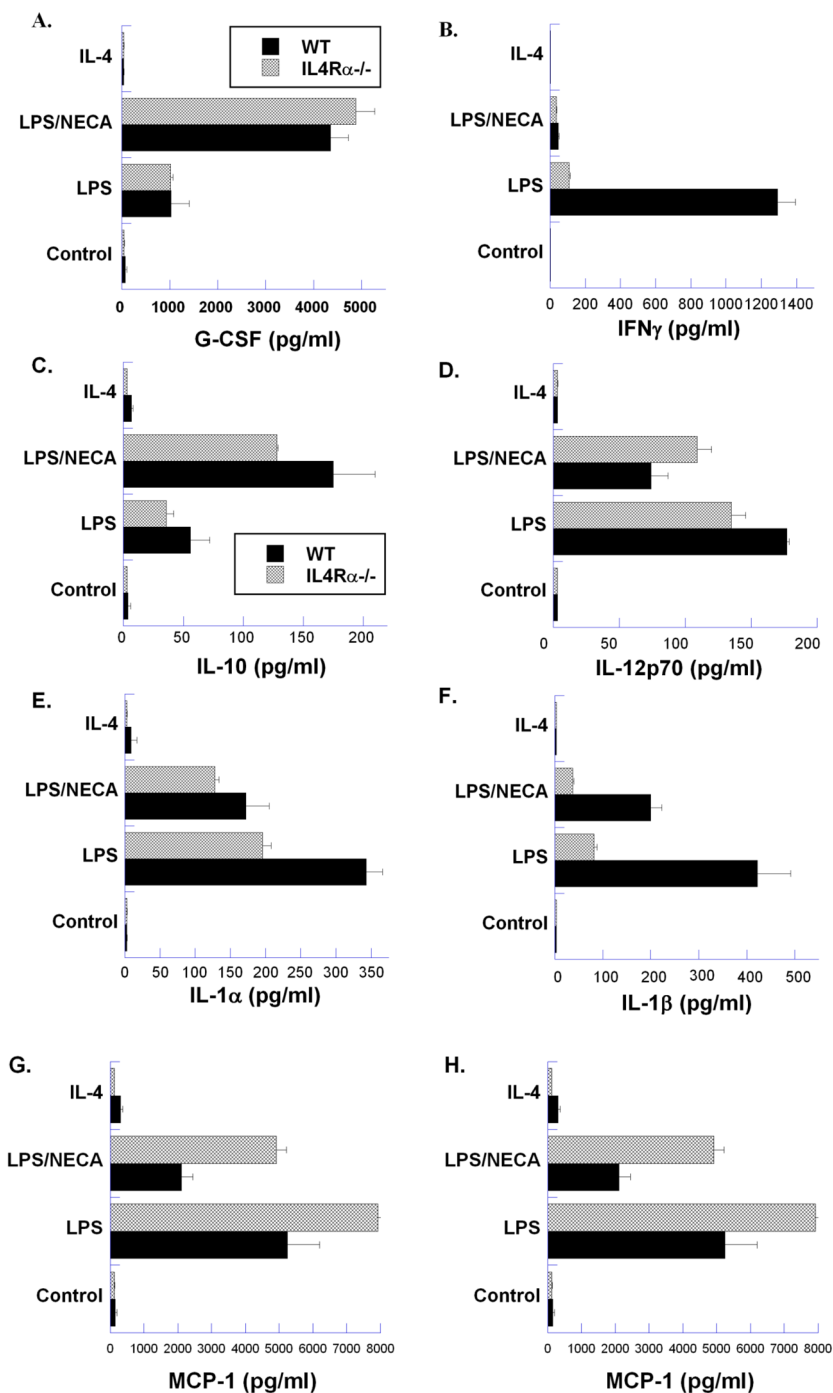 A.
WT
IL4Rα-/-
IL-4
LPS/NECA
LPS
Control
0 1000 2000 3000 4000 5000
G-CSF (pg/ml)
B.
IL-4
LPS/NECA
LPS
Control
0 200 400 600 800 1000 1200 1400
IFNγ (pg/ml)
C.
IL-4
LPS/NECA
LPS
Control
WT
IL4Rα-/-
0 50 100 150 200
IL-10 (pg/ml)
D.
IL-4
LPS/NECA
LPS
Control
0 50 100 150 200
IL-12p70 (pg/ml)
E.
IL-4
LPS/NECA
LPS
Control
0 50 100 150 200 250 300 350
IL-1α (pg/ml)
F.
IL-4
LPS/NECA
LPS
Control
0 100 200 300 400 500
IL-1β (pg/ml)
G.
IL-4
LPS/NECA
LPS
Control
0 1000 2000 3000 4000 5000 6000 7000 8000
MCP-1 (pg/ml)
H.
IL-4
LPS/NECA
LPS
Control
0 1000 2000 3000 4000 5000 6000 7000 8000
MCP-1 (pg/ml)